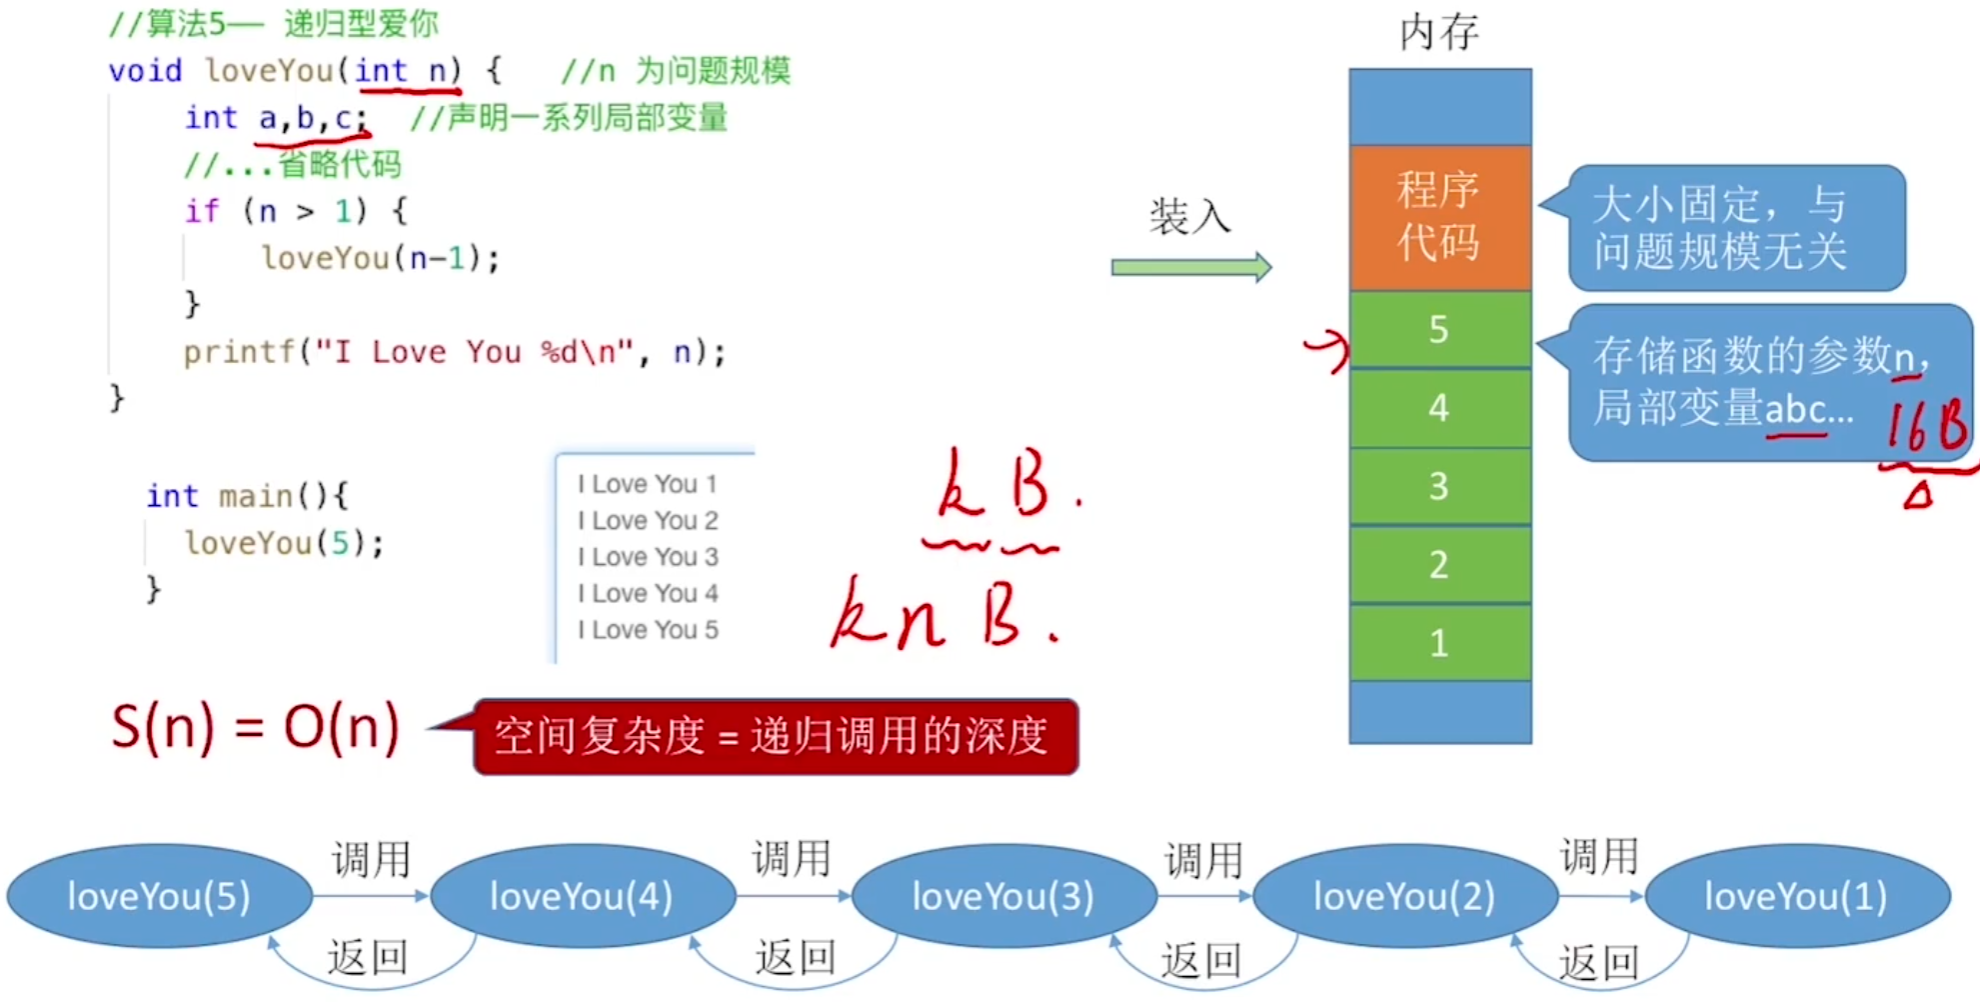 //算法5—— 递归型爱你
void loveYou(int n) {   //n 为问题规模
int a,b,c;  //声明一系列局部变量
//...省略代码
if (n > 1) {
loveYou(n-1);
}
printf("I Love You %d\n", n);
}
int main(){
loveYou(5);
}
I Love You 1
I Love You 2
I Love You 3
I Love You 4
I Love You 5
k B.
k n B.
S(n) = O(n)
空间复杂度 = 递归调用的深度
装入
内存
程序
代码
5
4
3
2
1
大小固定，与
问题规模无关
存储函数的参数n，
局部变量abc...
16B
loveYou(5)
调用
返回
loveYou(4)
调用
返回
loveYou(3)
调用
返回
loveYou(2)
调用
返回
loveYou(1)